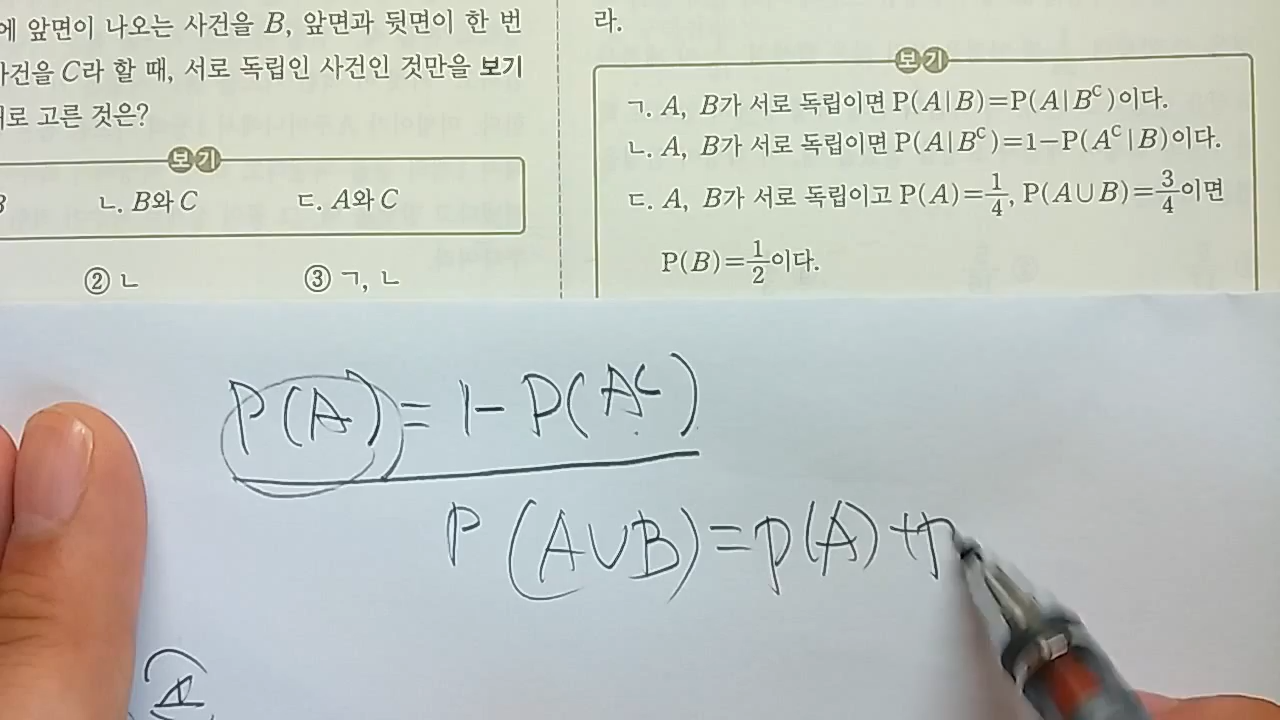 에 앞면이 나오는 사건을 B, 앞면과 뒷면이 한 번
사건을 C라 할 때, 서로 독립인 사건인 것만을 보기
로 고른 것은?
보기
B ㄴ. B와 C ㄷ. A와 C
② ㄴ ③ ㄱ, ㄴ
라.
보기
ㄱ. A, B가 서로 독립이면 P(A|B)=P(A|Bᶜ)이다.
ㄴ. A, B가 서로 독립이면 P(A|Bᶜ)=1−P(Aᶜ|B)이다.
ㄷ. A, B가 서로 독립이고 P(A)=1/4, P(A∪B)=3/4이면
P(B)=1/2이다.
P(A)=1−P(Aᶜ)
P(A∪B)=P(A)+P